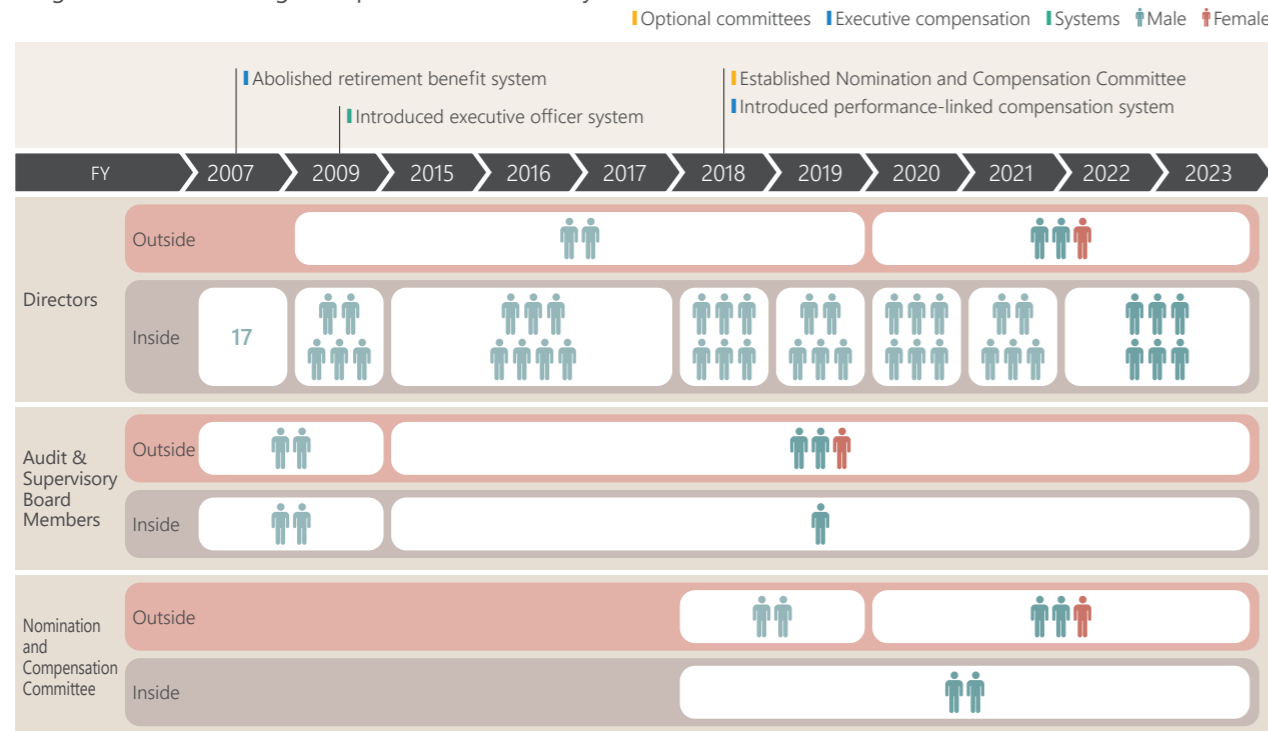 Optional committees Executive compensation Systems Male Female
Abolished retirement benefit system
Introduced executive officer system
Established Nomination and Compensation Committee
Introduced performance-linked compensation system
FY 2007 2009 2015 2016 2017 2018 2019 2020 2021 2022 2023
Directors
Outside
Inside
17
Audit &
Supervisory
Board
Members
Outside
Inside
Nomination
and
Compensation
Committee
Outside
Inside